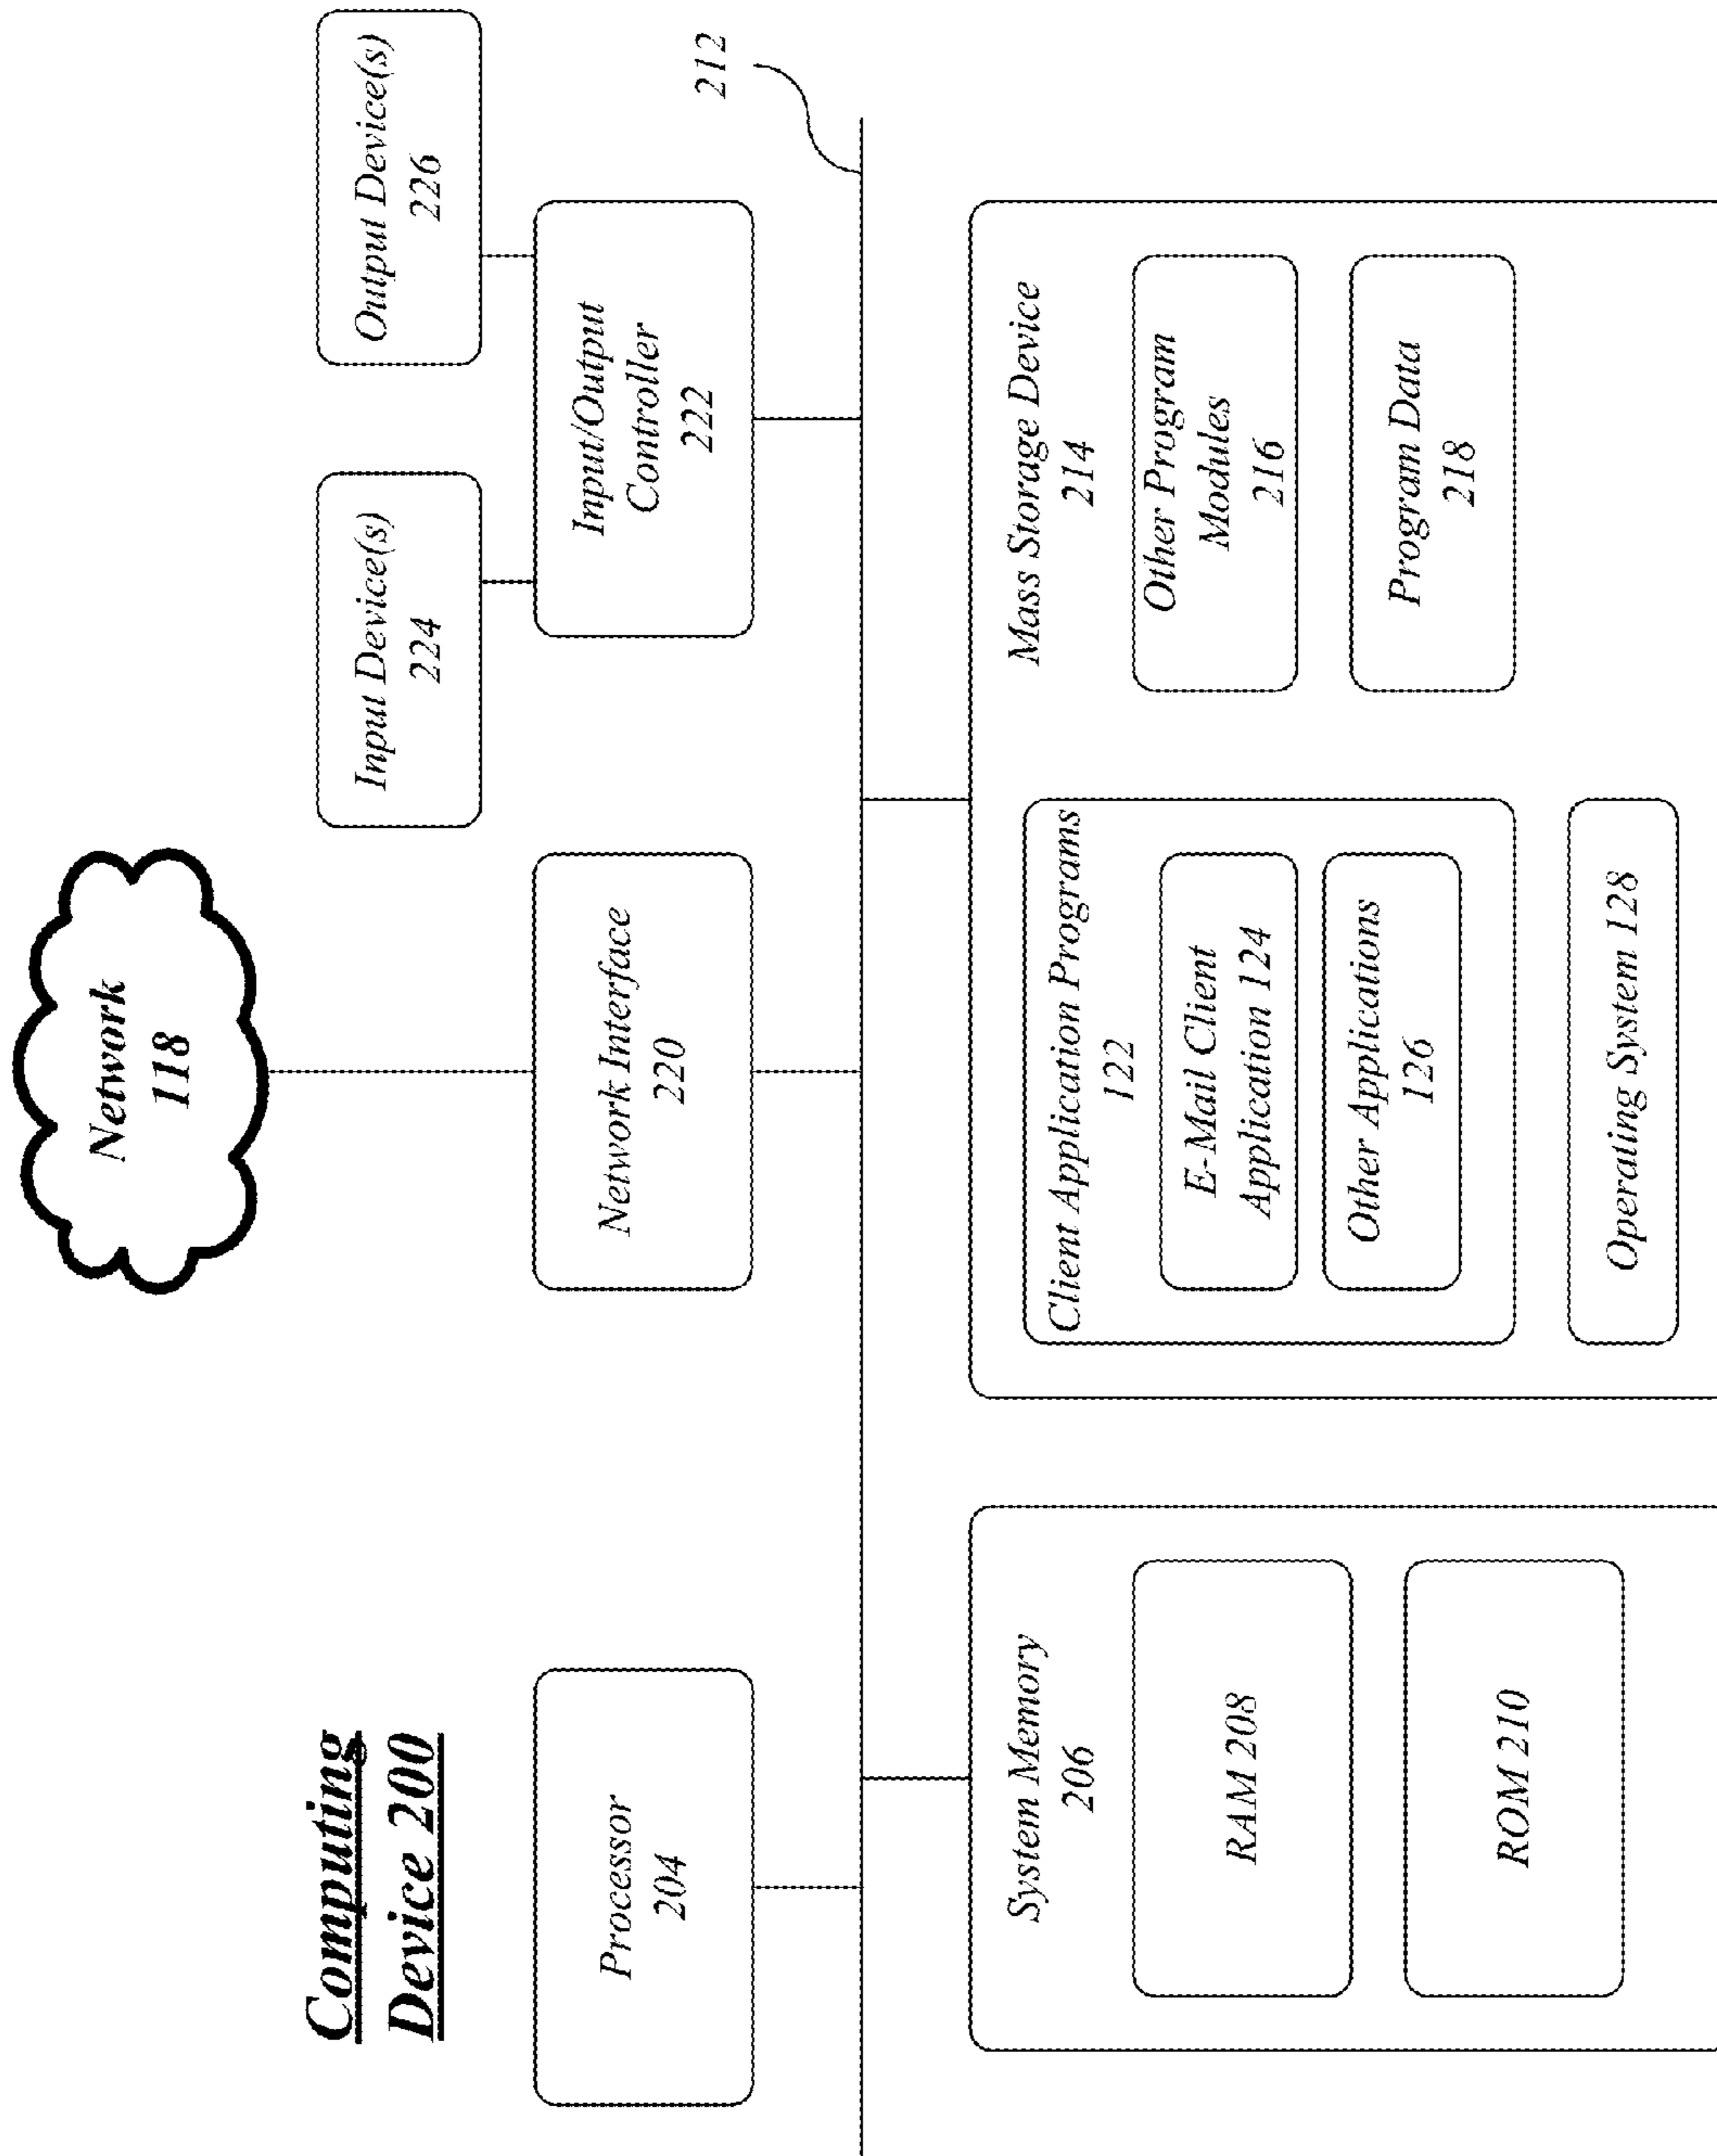 Network
118
Computing
Device 200
Input Device(s)
224
Output Device(s)
226
Processor
204
Network Interface
220
Input/Output
Controller
222
212
System Memory
206
RAM 208
ROM 210
Mass Storage Device
214
Client Application Programs
122
E-Mail Client
Application 124
Other Applications
126
Operating System 128
Other Program
Modules
216
Program Data
218